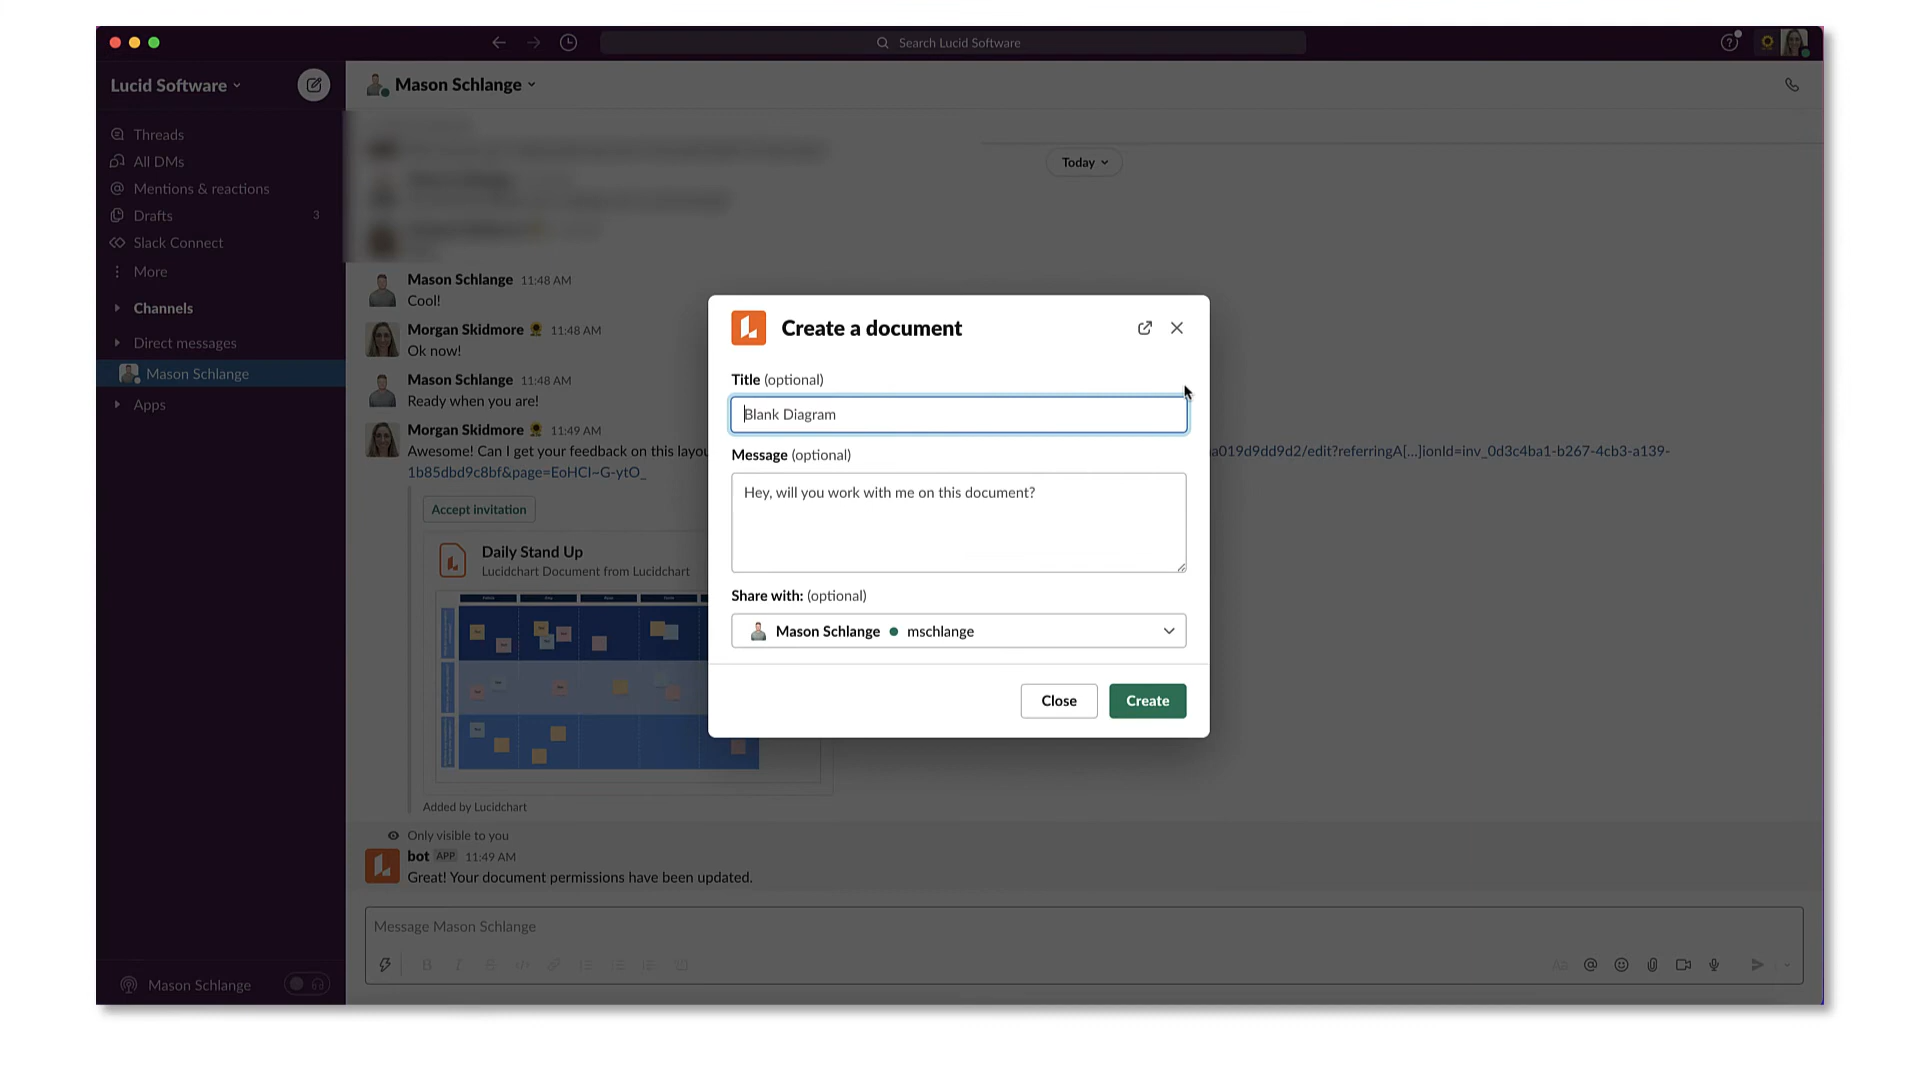 Search Lucid Software
Lucid Software
Mason Schlange
Threads
All DMs
Mentions & reactions
Drafts 3
Slack Connect
More
Channels
Direct messages
Mason Schlange
Apps
Today
Mason Schlange 11:48 AM
Cool!
Morgan Skidmore 11:48 AM
Ok now!
Mason Schlange 11:48 AM
Ready when you are!
Morgan Skidmore 11:49 AM
Awesome! Can I get your feedback on this layou a019d9dd9d2/edit?referringA[...]ionId=inv_0d3c4ba1-b267-4cb3-a139-
1b85dbd9c8bf&page=EoHCI~G-ytO_
Accept invitation
Daily Stand Up
Lucidchart Document from Lucidchart
Added by Lucidchart
Only visible to you
bot APP 11:49 AM
Great! Your document permissions have been updated.
Message Mason Schlange
Aa
Mason Schlange
Create a document
Title (optional)
Blank Diagram
Message (optional)
Hey, will you work with me on this document?
Share with: (optional)
Mason Schlange mschlange
Close
Create